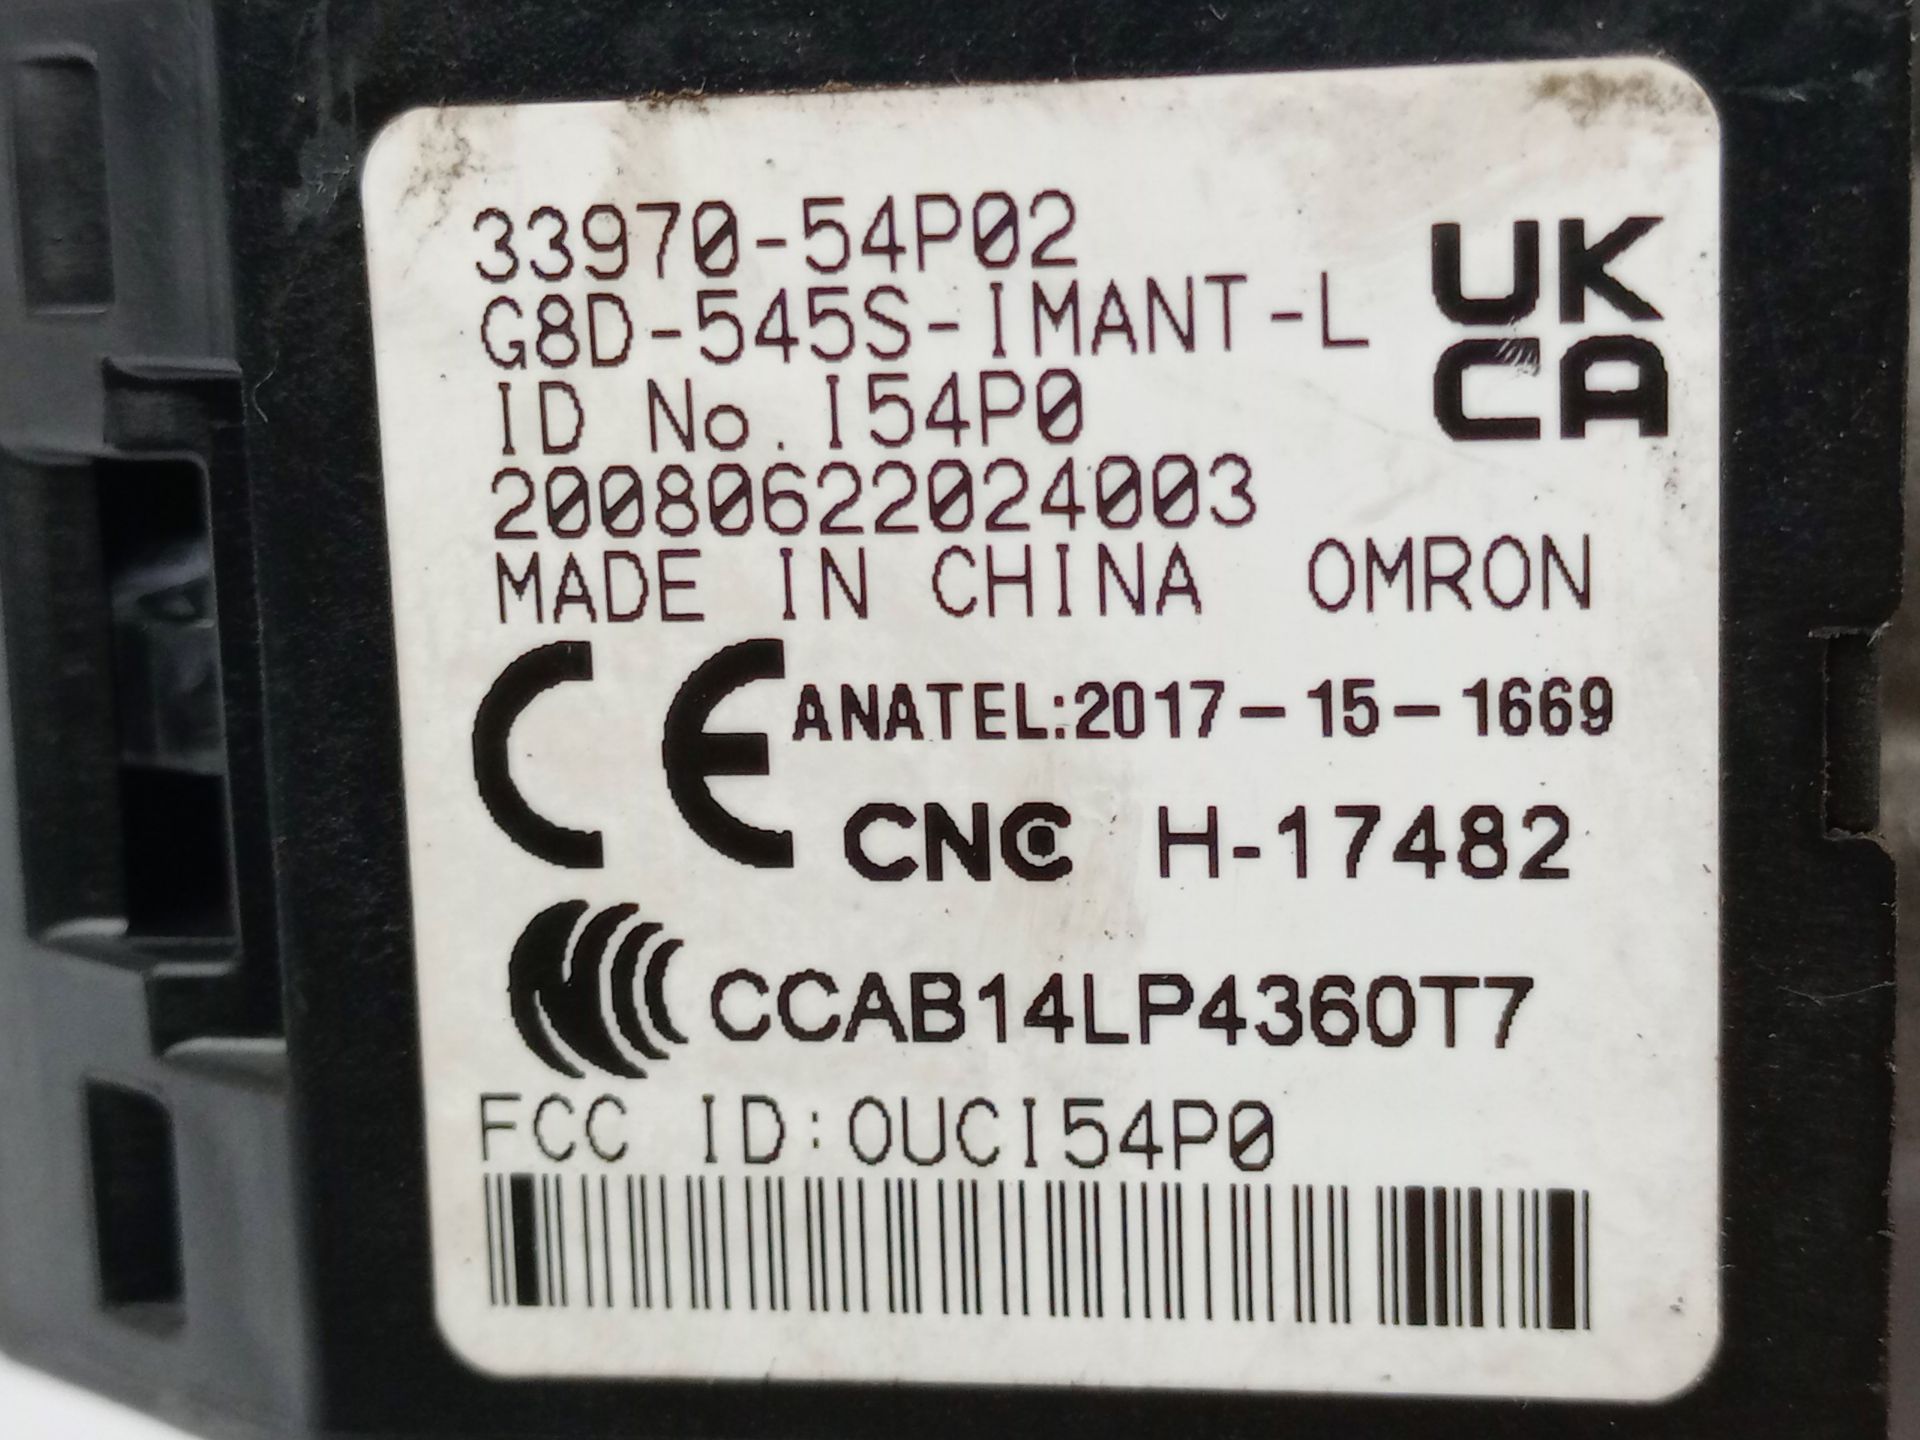 33970-54P02
G8D-545S-IMANT-L
UK
CA
ID No.I54P0
20080622024003
MADE IN CHINA OMRON
CE ANATEL:2017-15-1669
CNC H-17482
CCAB14LP4360T7
FCC ID:OUCI54P0